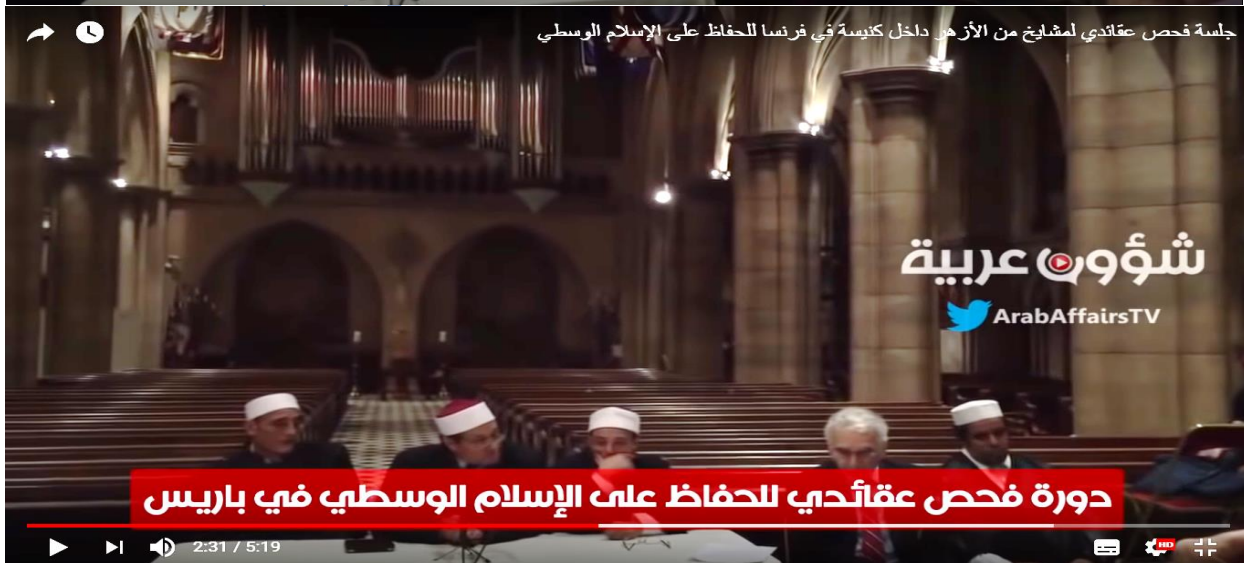 جلسة فحص عقائدي لمشايخ من الأزهر داخل كنيسة في فرنسا للحفاظ على الإسلام الوسطي
شؤون عربية
ArabAffairsTV
دورة فحص عقائدي للحفاظ على الإسلام الوسطي في باريس
2:31 / 5:19
HD